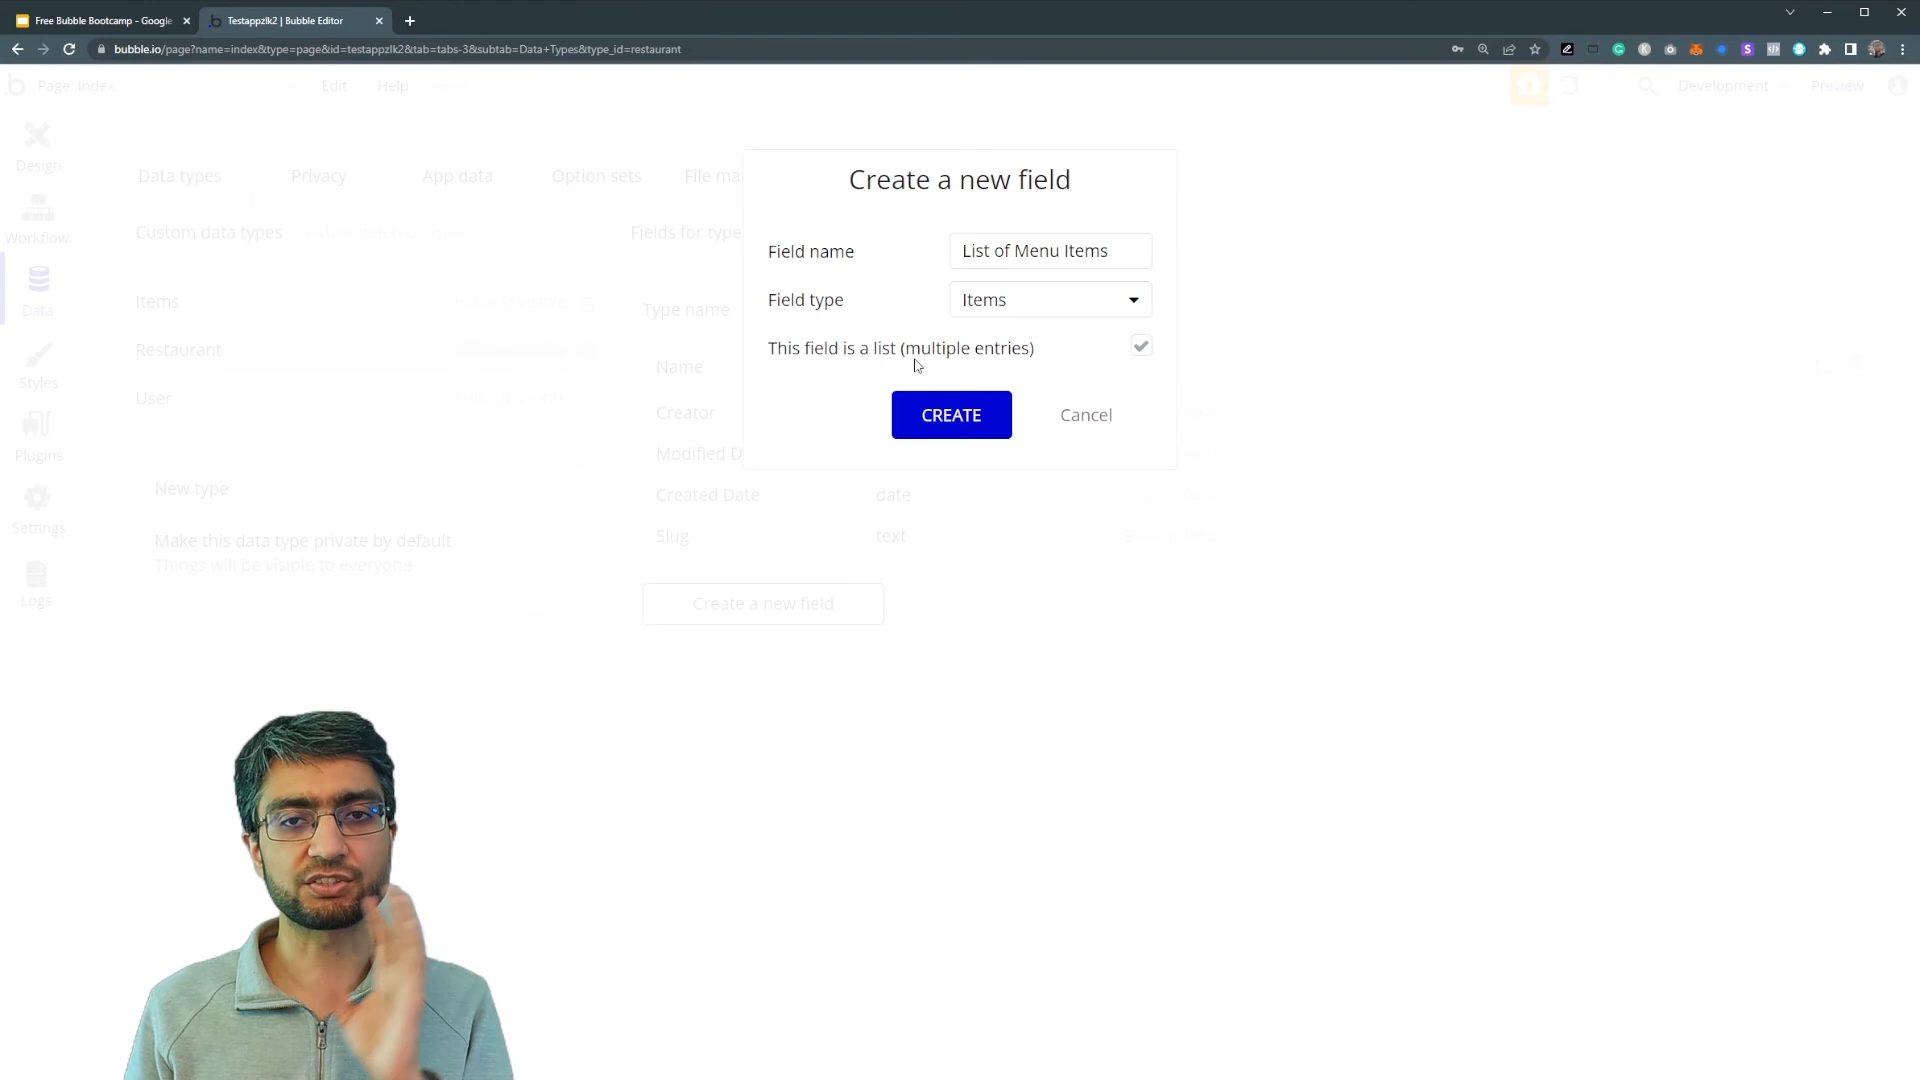 Free Bubble Bootcamp - Google
Testappzlk2 | Bubble Editor
bubble.io/page?name=index&type=page&id=testappzlk2&tab=tabs-3&subtab=Data+Types&type_id=restaurant
Page: index
Edit
Help
Development
Preview
Design
Workflow
Data
Styles
Plugins
Settings
Logs
Data types
Privacy
App data
Option sets
File ma
Custom data types
Fields for type
Items
Restaurant
User
New type
Make this data type private by default
Things will be visible to everyone
Type name
Name
Creator
Modified D
Created Date
date
Slug
text
Create a new field
Create a new field
Field name
List of Menu Items
Field type
Items
This field is a list (multiple entries)
CREATE
Cancel